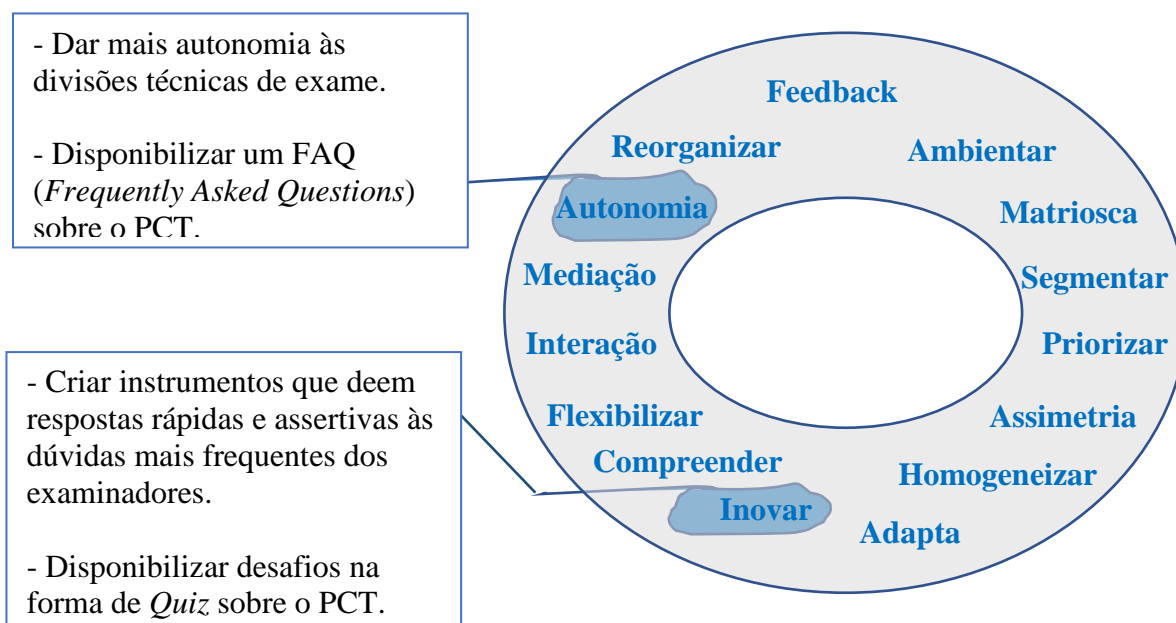 - Dar mais autonomia às
divisões técnicas de exame.
- Disponibilizar um FAQ
(Frequently Asked Questions)
sobre o PCT.
- Criar instrumentos que deem
respostas rápidas e assertivas às
dúvidas mais frequentes dos
examinadores.
- Disponibilizar desafios na
forma de Quiz sobre o PCT.
Feedback
Reorganizar
Ambientar
Autonomia
Matriosca
Mediação
Segmentar
Interação
Priorizar
Flexibilizar
Assimetria
Compreender
Homogeneizar
Inovar
Adapta